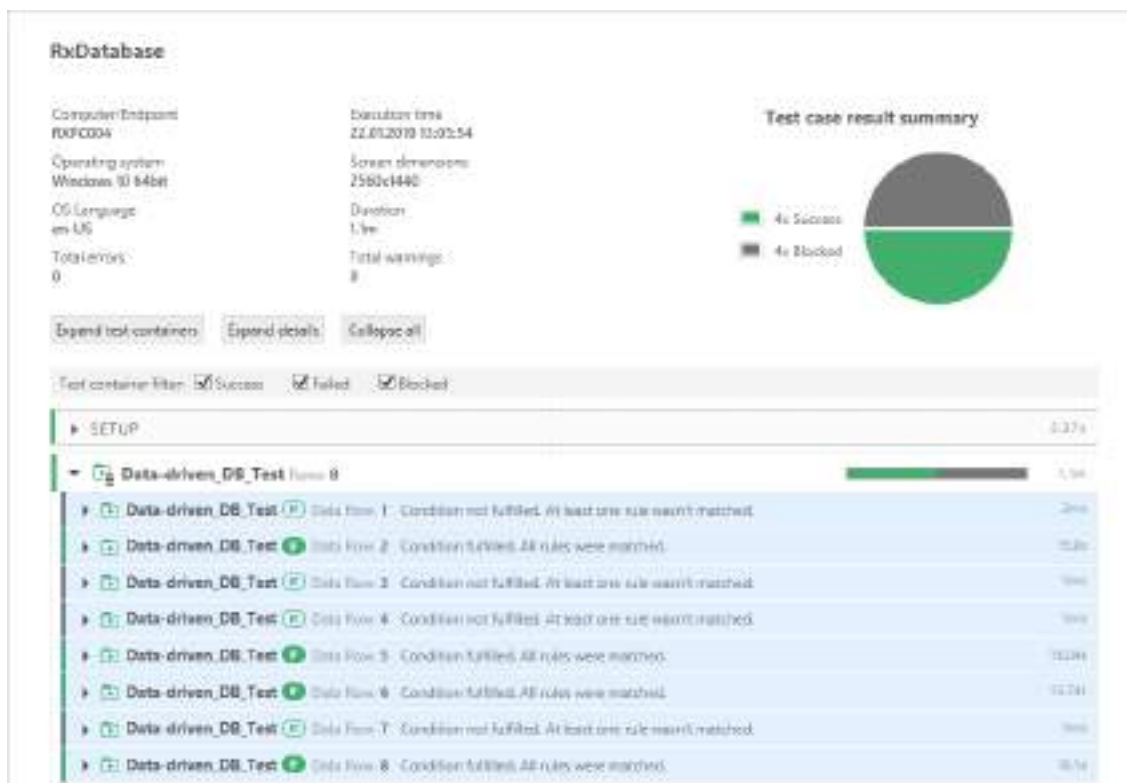 RxDatabase
Computer/Endpoint
Execution time
Test case result summary
22.01.2018
Operating system
Screen dimensions
Windows 10 64bit
2560x1440
OS Language
Duration
4x Success
en-US
1.1m
4x Blocked
Total errors
Total warnings
0
Expand test containers Expand details Collapse all
Test container filter: Success Failed Blocked
SETUP
Data-driven_DB_Test Rows: 8
Data-driven_DB_Test Data Row: 1 Condition not fulfilled. At least one rule wasn't matched.
Data-driven_DB_Test Data Row: 2 Condition fulfilled. All rules were matched.
Data-driven_DB_Test Data Row: 3 Condition not fulfilled. At least one rule wasn't matched.
Data-driven_DB_Test Data Row: 4 Condition not fulfilled. At least one rule wasn't matched.
Data-driven_DB_Test Data Row: 5 Condition fulfilled. All rules were matched.
Data-driven_DB_Test Data Row: 6 Condition fulfilled. All rules were matched.
Data-driven_DB_Test Data Row: 7 Condition not fulfilled. At least one rule wasn't matched.
Data-driven_DB_Test Data Row: 8 Condition fulfilled. All rules were matched.